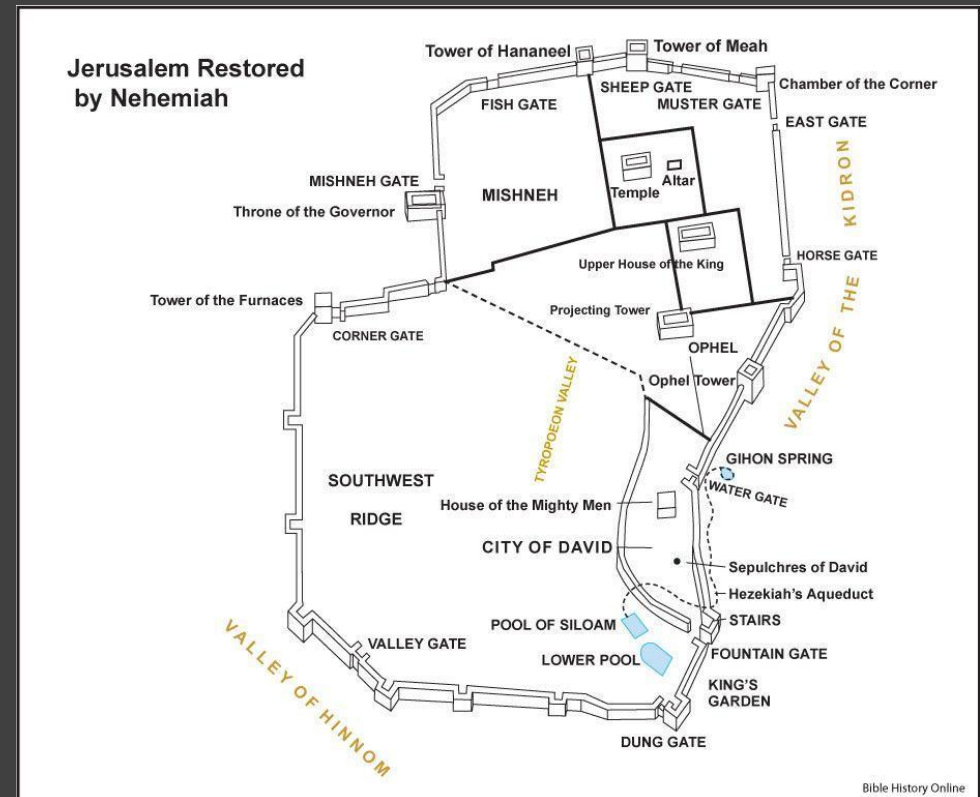 Jerusalem Restored
by Nehemiah
Tower of Hananeel
Tower of Meah
SHEEP GATE
Chamber of the Corner
FISH GATE
MUSTER GATE
EAST GATE
MISHNEH GATE
MISHNEH
Temple
Altar
Throne of the Governor
VALLEY OF THE KIDRON
Upper House of the King
HORSE GATE
Tower of the Furnaces
Projecting Tower
CORNER GATE
OPHEL
Ophel Tower
TYROPOEON VALLEY
GIHON SPRING
WATER GATE
SOUTHWEST
RIDGE
House of the Mighty Men
CITY OF DAVID
Sepulchres of David
Hezekiah's Aqueduct
STAIRS
POOL OF SILOAM
VALLEY GATE
LOWER POOL
FOUNTAIN GATE
KING'S
GARDEN
VALLEY OF HINNOM
DUNG GATE
Bible History Online